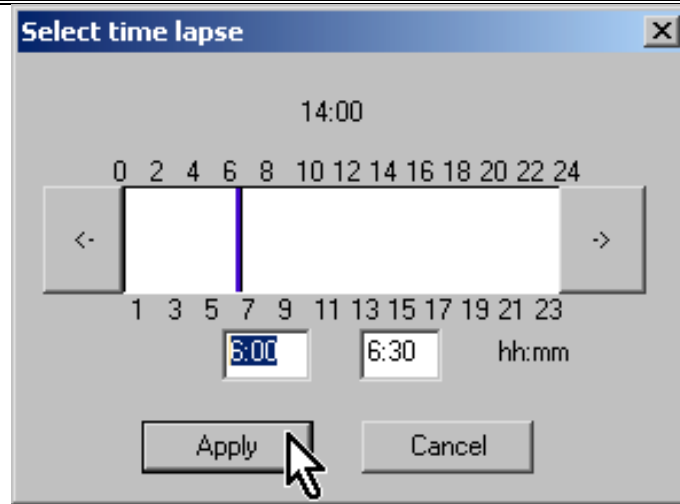 Select time lapse
14:00
0 2 4 6 8 10 12 14 16 18 20 22 24
<- ->
1 3 5 7 9 11 13 15 17 19 21 23
6:00 6:30 hh:mm
Apply Cancel